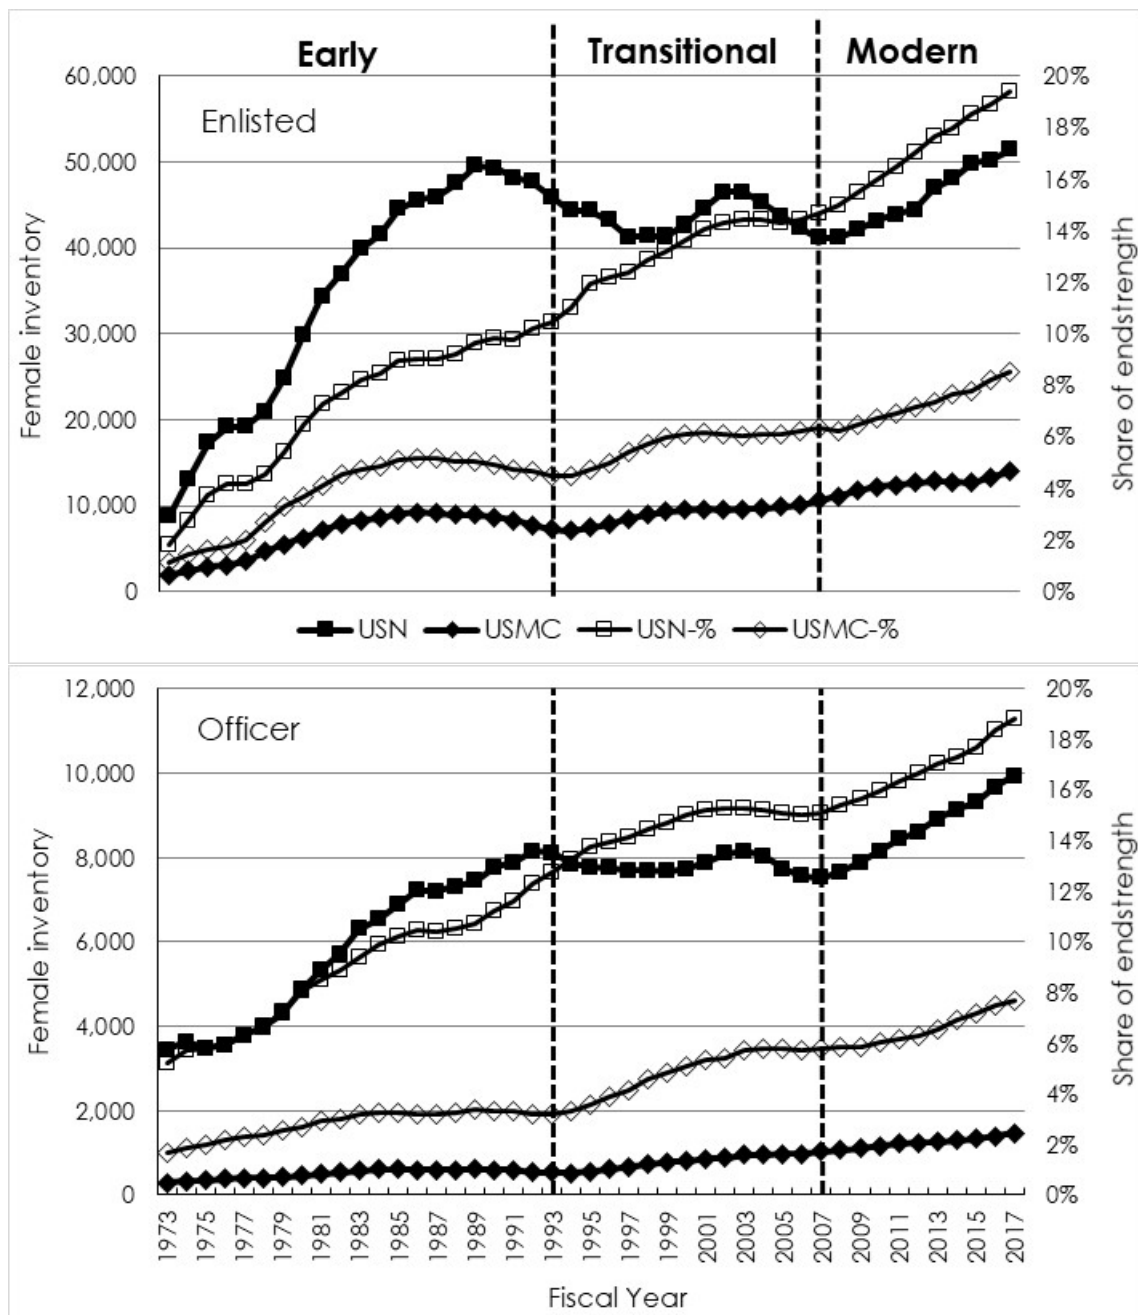 Early Transitional Modern
60,000 20%
Enlisted
18%
50,000
16%
40,000 14%
12%
30,000
10%
8%
20,000
6%
10,000 4%
2%
0 0%
Female inventory
Share of endstrength
USN USMC USN-% USMC-%
12,000 20%
Officer
18%
10,000
16%
8,000 14%
12%
6,000
10%
8%
4,000
6%
2,000 4%
2%
0 0%
Female inventory
Share of endstrength
1973 1975 1977 1979 1981 1983 1985 1987 1989 1991 1993 1995 1997 1999 2001 2003 2005 2007 2009 2011 2013 2015 2017
Fiscal Year